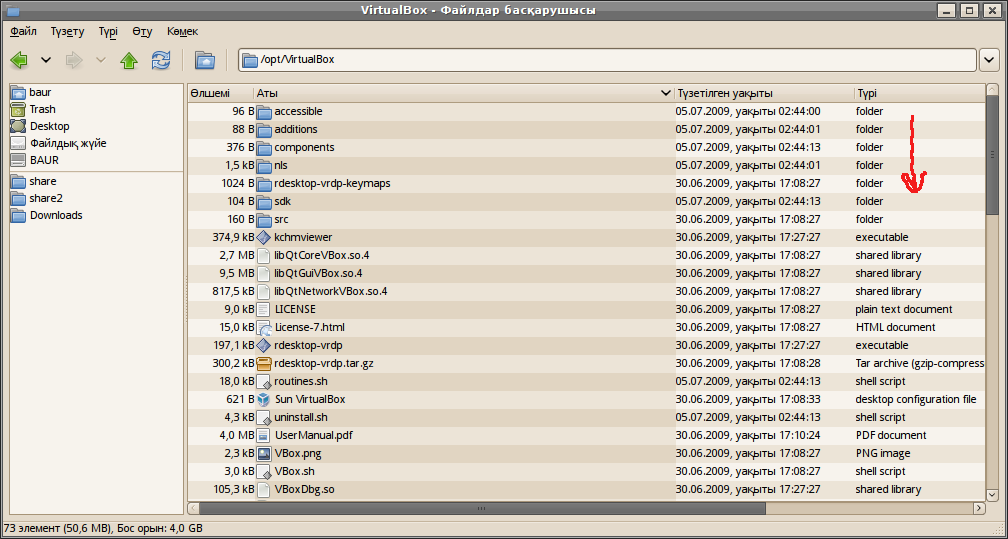 VirtualBox - Файлдар басқарушысы
Файл Түзету Түрі Өту Көмек
/opt/VirtualBox
baur
Trash
Desktop
Файлдық жүйе
BAUR
share
share2
Downloads
Өлшемі Аты Түзетілген уақыты Түрі
96 B accessible 05.07.2009, уақыты 02:44:00 folder
88 B additions 05.07.2009, уақыты 02:44:01 folder
376 B components 05.07.2009, уақыты 02:44:13 folder
1,5 kB nls 05.07.2009, уақыты 02:44:01 folder
1024 B rdesktop-vrdp-keymaps 30.06.2009, уақыты 17:08:27 folder
104 B sdk 05.07.2009, уақыты 02:44:13 folder
160 B src 30.06.2009, уақыты 17:08:27 folder
374,9 kB kchmviewer 30.06.2009, уақыты 17:27:27 executable
2,7 MB libQtCoreVBox.so.4 30.06.2009, уақыты 17:08:27 shared library
9,5 MB libQtGuiVBox.so.4 30.06.2009, уақыты 17:08:27 shared library
817,5 kB libQtNetworkVBox.so.4 30.06.2009, уақыты 17:08:27 shared library
9,0 kB LICENSE 30.06.2009, уақыты 17:08:27 plain text document
15,0 kB License-7.html 30.06.2009, уақыты 17:08:27 HTML document
197,1 kB rdesktop-vrdp 30.06.2009, уақыты 17:27:27 executable
300,2 kB rdesktop-vrdp.tar.gz 30.06.2009, уақыты 17:08:28 Tar archive (gzip-compress
18,0 kB routines.sh 05.07.2009, уақыты 02:44:13 shell script
621 B Sun VirtualBox 30.06.2009, уақыты 17:08:33 desktop configuration file
4,3 kB uninstall.sh 05.07.2009, уақыты 02:44:13 shell script
4,0 MB UserManual.pdf 30.06.2009, уақыты 17:10:24 PDF document
2,3 kB VBox.png 30.06.2009, уақыты 17:08:27 PNG image
3,0 kB VBox.sh 30.06.2009, уақыты 17:08:27 shell script
105,3 kB VBoxDbg.so 30.06.2009, уақыты 17:27:27 shared library
73 элемент (50,6 MB), Бос орын: 4,0 GB